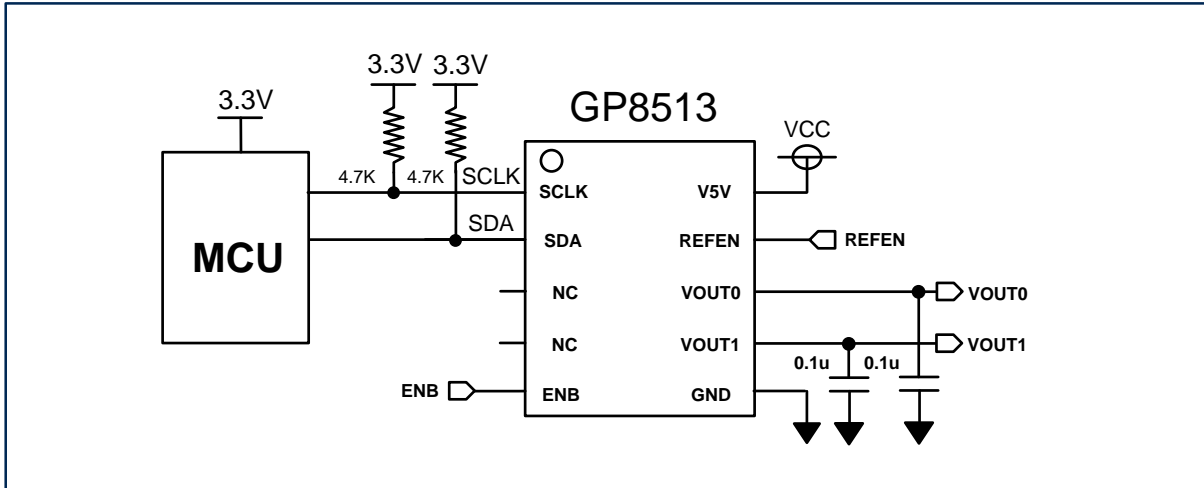 3.3V 3.3V
3.3V
GP8513
VCC
4.7K 4.7K SCLK
SCLK V5V
SDA
SDA REFEN REFEN
MCU
NC VOUT0 VOUT0
NC VOUT1 VOUT1
0.1u 0.1u
ENB ENB GND